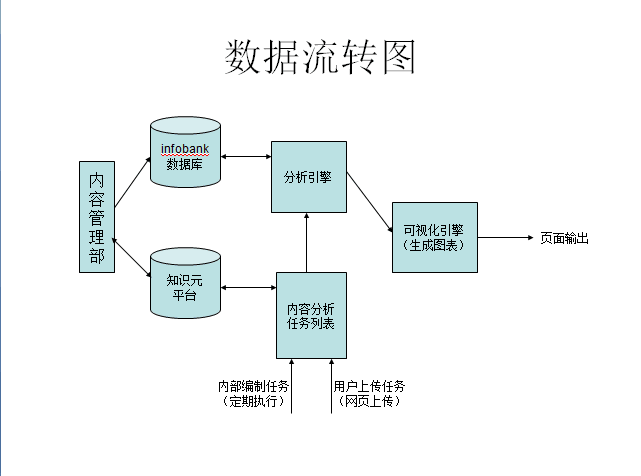 数据流转图
infobank
数据库
分析引擎
内
容
管
理
部
可视化引擎
（生成图表）
页面输出
知识元
平台
内容分析
任务列表
内部编制任务
（定期执行）
用户上传任务
（网页上传）